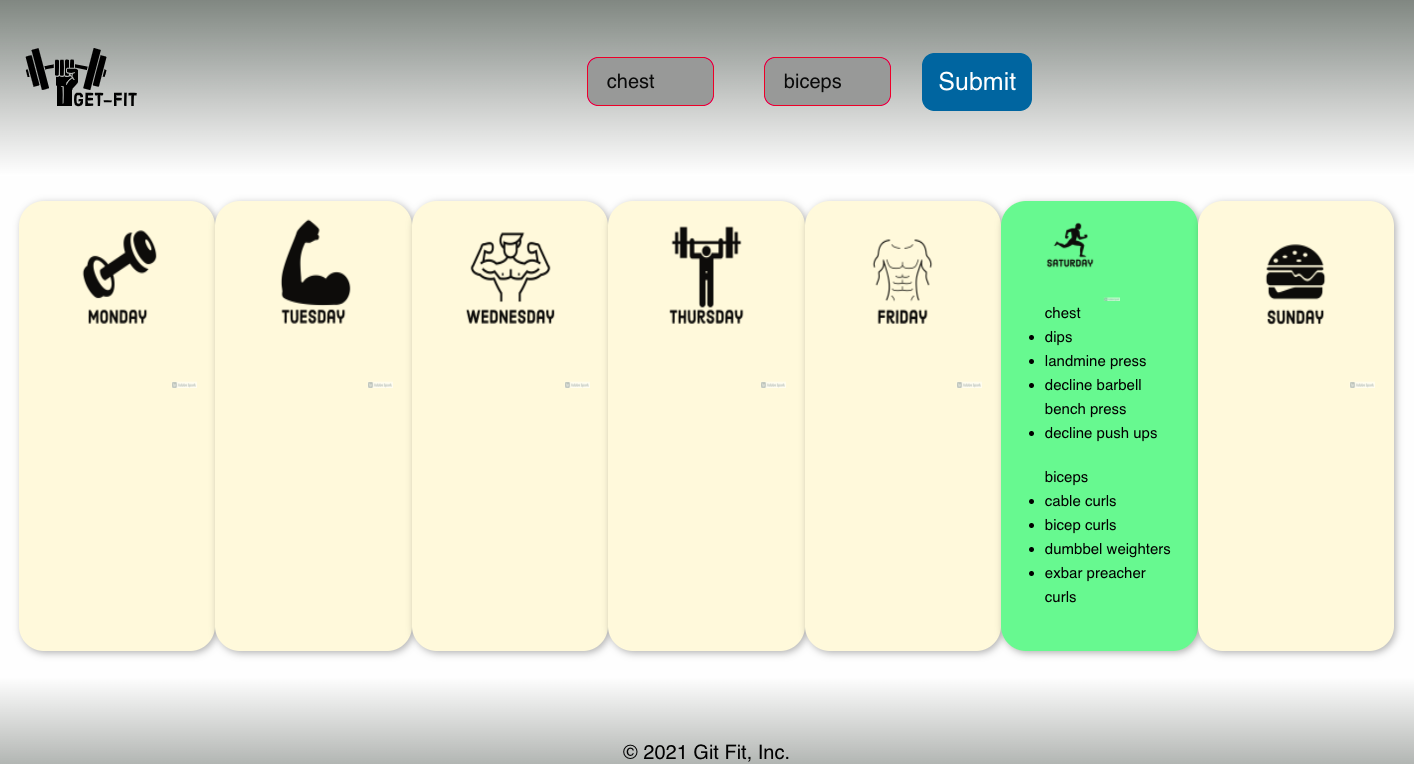 GET-FIT
chest
biceps
Submit
MONDAY
TUESDAY
WEDNESDAY
THURSDAY
FRIDAY
SATURDAY
chest
dips
landmine press
decline barbell
bench press
decline push ups
biceps
cable curls
bicep curls
dumbbel weighters
exbar preacher
curls
SUNDAY
© 2021 Git Fit, Inc.